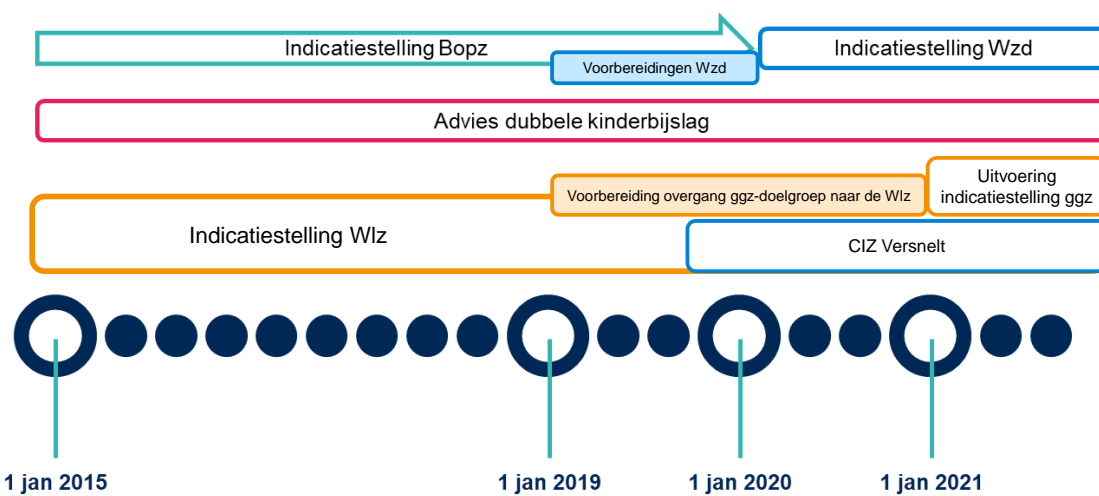 Indicatiestelling Bopz
Indicatiestelling Wzd
Voorbereidingen Wzd
Advies dubbele kinderbijslag
Voorbereiding overgang ggz-doelgroep naar de Wlz
Uitvoering
indicatiestelling ggz
Indicatiestelling Wlz
CIZ Versnelt
1 jan 2015
1 jan 2019
1 jan 2020
1 jan 2021